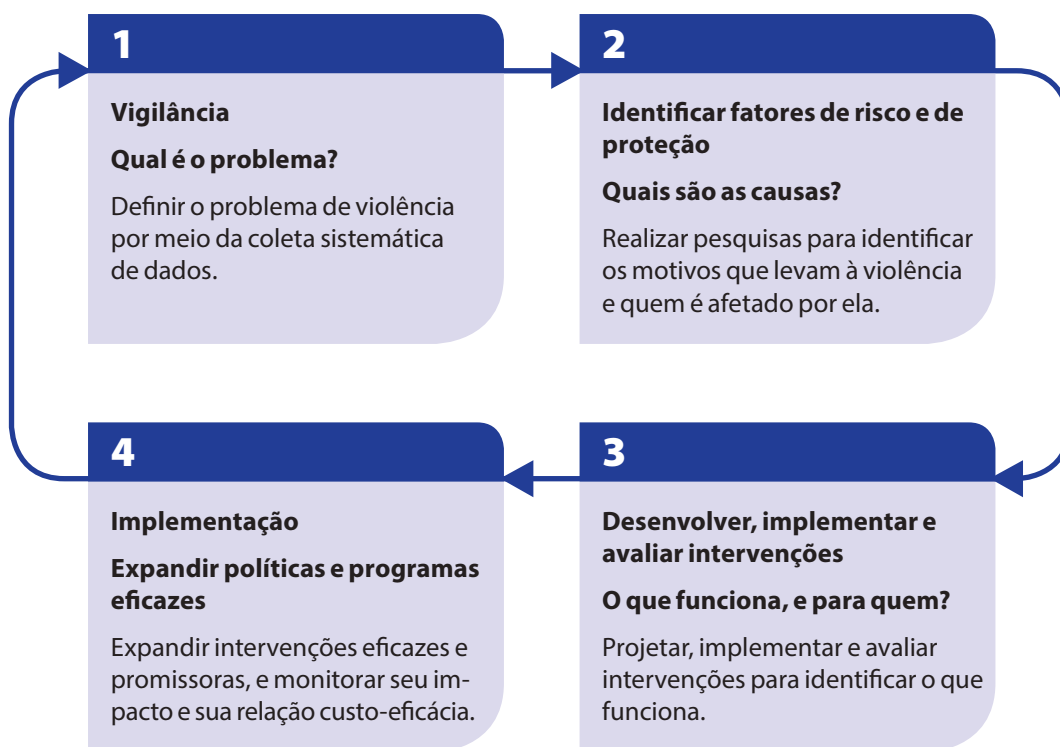 1
Vigilância
Qual é o problema?
Definir o problema de violência
por meio da coleta sistemática
de dados.
2
Identificar fatores de risco e de
proteção
Quais são as causas?
Realizar pesquisas para identificar
os motivos que levam à violência
e quem é afetado por ela.
3
Desenvolver, implementar e
avaliar intervenções
O que funciona, e para quem?
Projetar, implementar e avaliar
intervenções para identificar o que
funciona.
4
Implementação
Expandir políticas e programas
eficazes
Expandir intervenções eficazes e
promissoras, e monitorar seu im-
pacto e sua relação custo-eficácia.